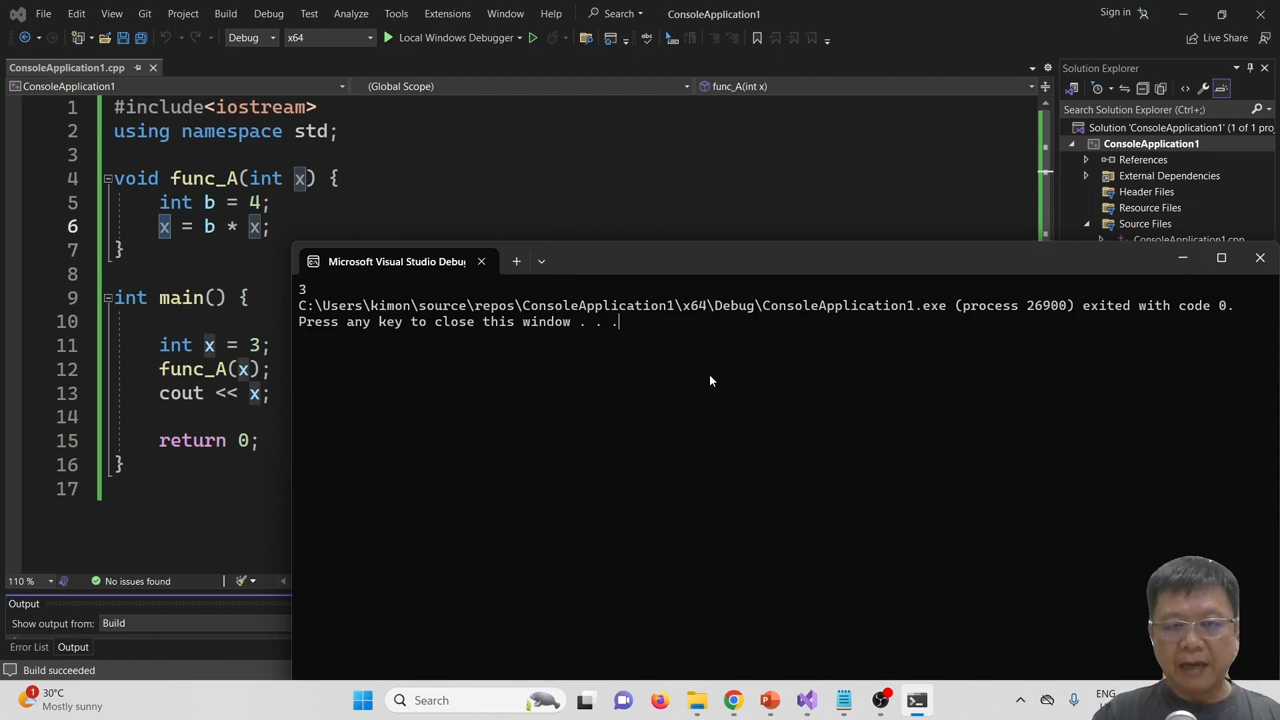 File Edit View Git Project Build Debug Test Analyze Tools Extensions Window Help Search ConsoleApplication1 Sign in
Debug x64 Local Windows Debugger Live Share
ConsoleApplication1.cpp
ConsoleApplication1 (Global Scope) func_A(int x)
1 #include<iostream>
2 using namespace std;
3
4 void func_A(int x) {
5 int b = 4;
6 x = b * x;
7 }
8
9 int main() {
10
11 int x = 3;
12 func_A(x);
13 cout << x;
14
15 return 0;
16 }
17
Solution Explorer
Search Solution Explorer (Ctrl+;)
Solution 'ConsoleApplication1' (1 of 1 pro
ConsoleApplication1
References
External Dependencies
Header Files
Resource Files
Source Files
ConsoleApplication1.cpp
Microsoft Visual Studio Debu
3
C:\Users\kimon\source\repos\ConsoleApplication1\x64\Debug\ConsoleApplication1.exe (process 26900) exited with code 0.
Press any key to close this window . . .
110 % No issues found
Output
Show output from: Build
Error List Output
Build succeeded
1 30°C
Mostly sunny
Search
ENG